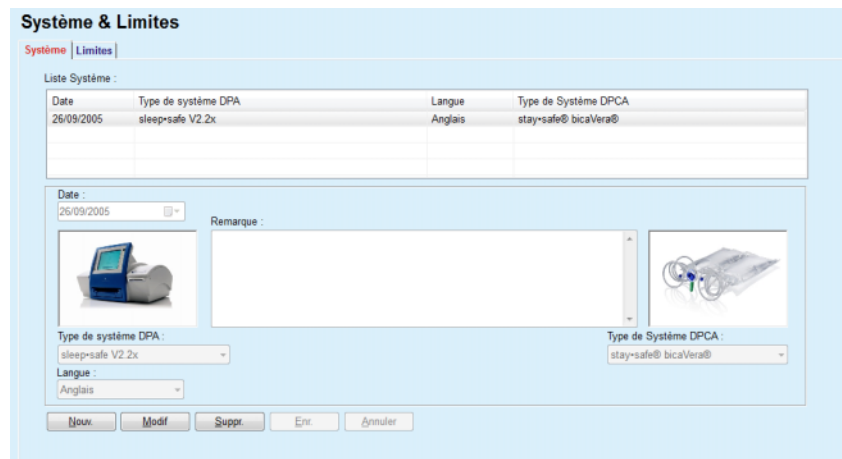 Système & Limites
Système Limites
Liste Système :
Date Type de système DPA Langue Type de Système DPCA
26/09/2005 sleep•safe V2.2x Anglais stay•safe® bicaVera®
Date :
26/09/2005
Remarque :
Type de système DPA : Type de Système DPCA :
sleep•safe V2.2x stay•safe® bicaVera®
Langue :
Anglais
Nouv. Modif Suppr. Enr. Annuler